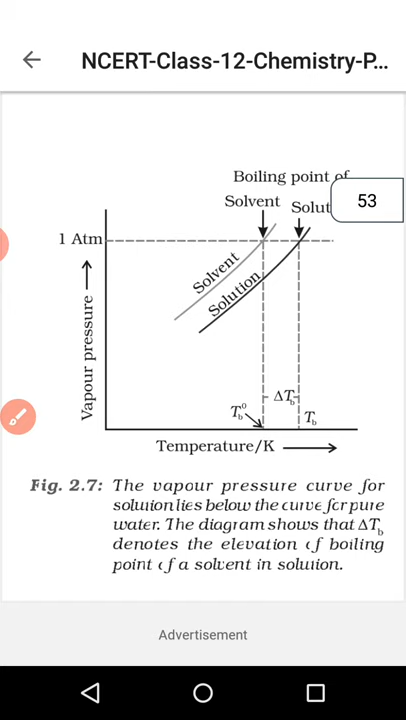 NCERT-Class-12-Chemistry-P...
Boiling point of
53
Solvent Solut
1 Atm
Solvent
Solution
Vapour pressure
ΔTb
Tb0
Tb
Temperature/K
Fig. 2.7: The vapour pressure curve for
solution lies below the curve for pure
water. The diagram shows that ΔTb
denotes the elevation of boiling
point of a solvent in solution.
Advertisement